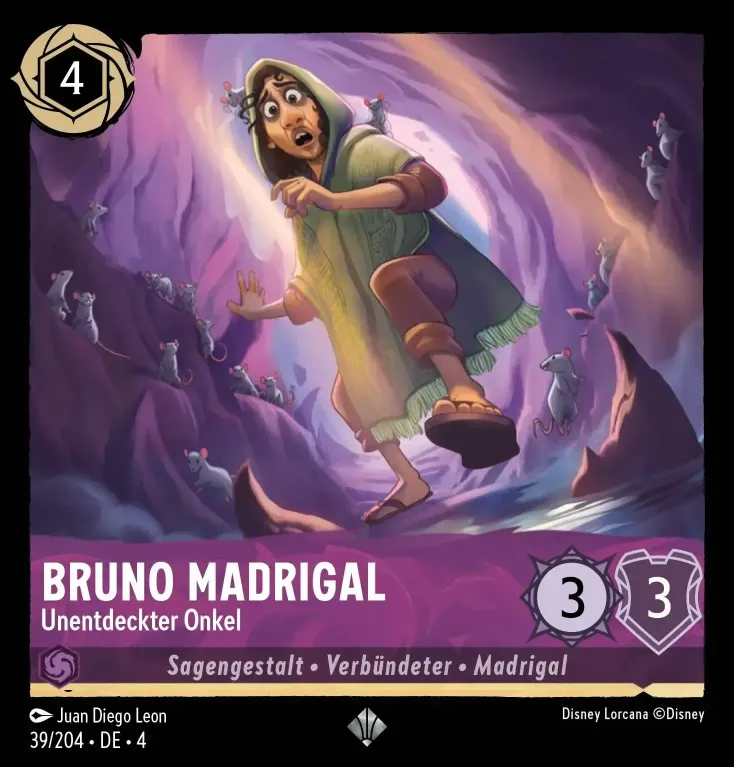 4
BRUNO MADRIGAL
Unentdeckter Onkel
3
3
Sagengestalt • Verbündeter • Madrigal
Juan Diego Leon
Disney Lorcana ©Disney
39/204 • DE • 4